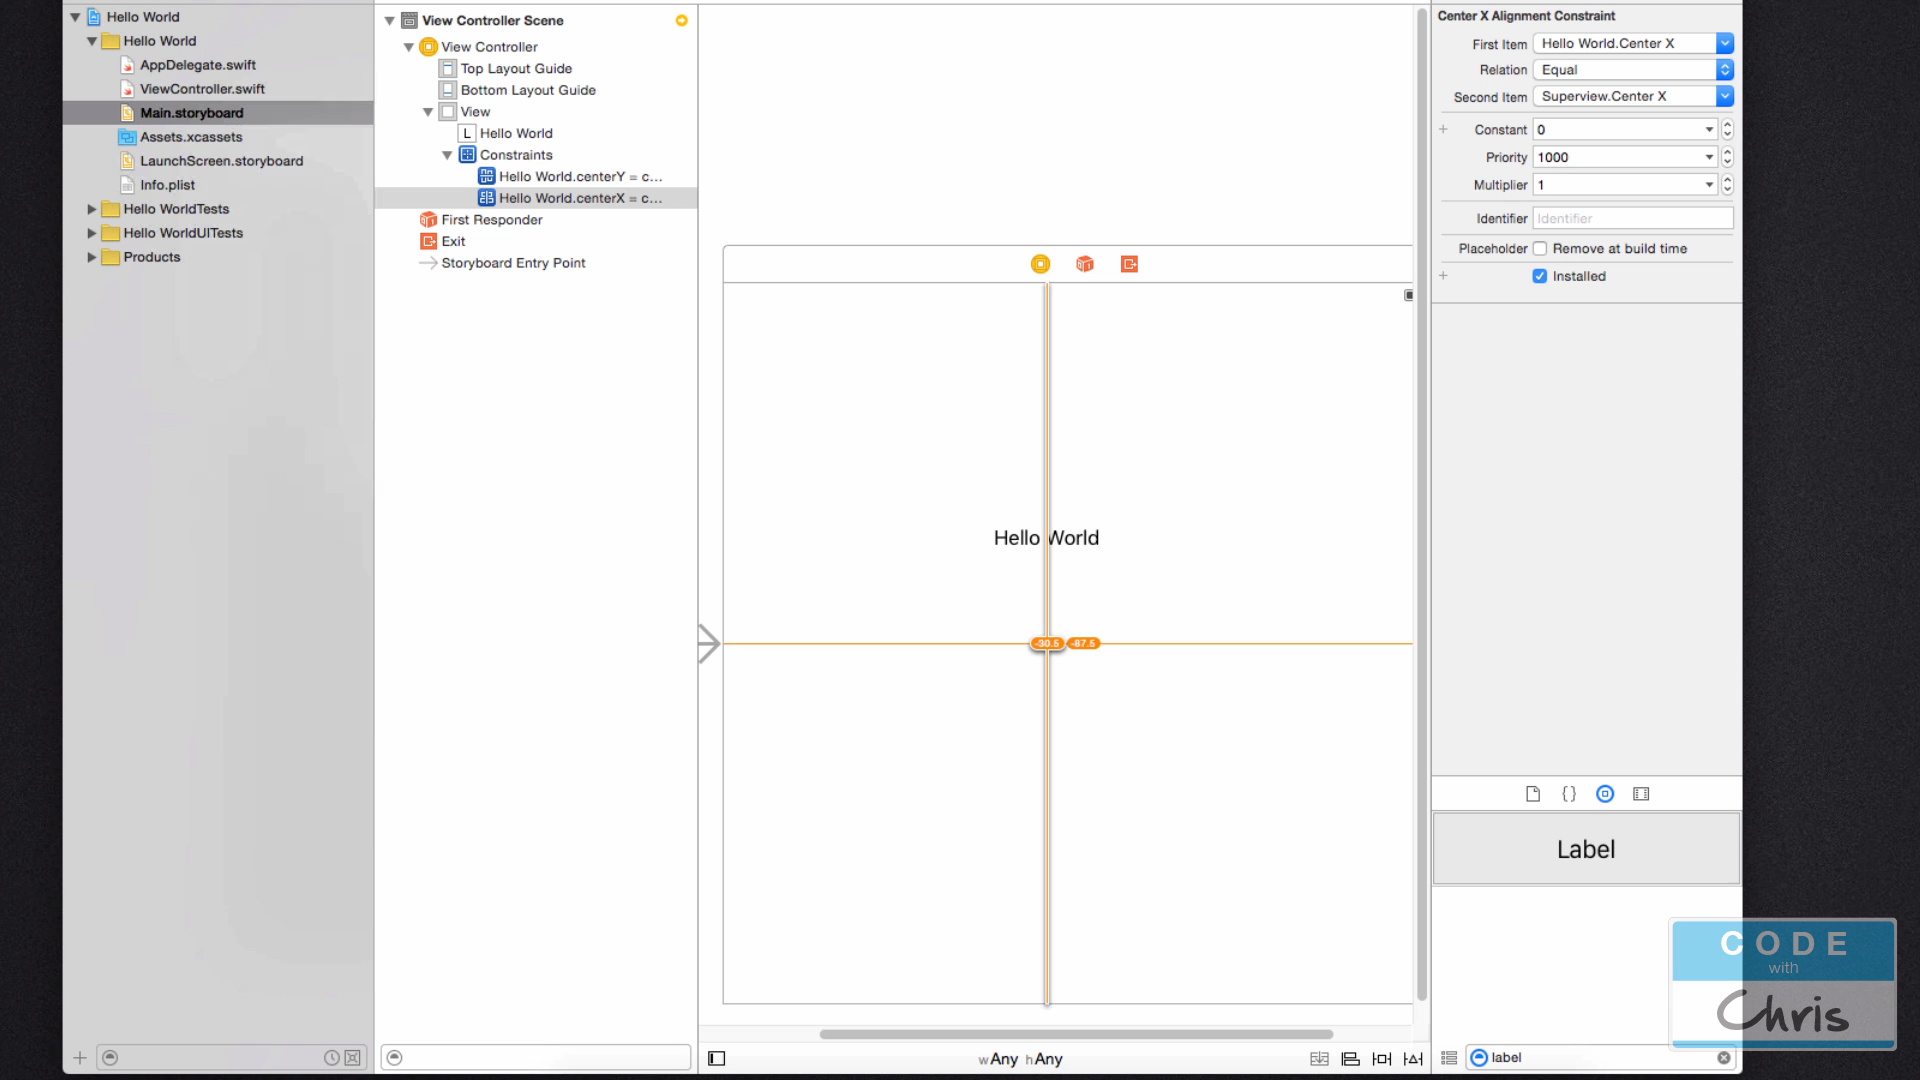 Hello World
Hello World
AppDelegate.swift
ViewController.swift
Main.storyboard
Assets.xcassets
LaunchScreen.storyboard
Info.plist
Hello WorldTests
Hello WorldUITests
Products
View Controller Scene
View Controller
Top Layout Guide
Bottom Layout Guide
View
L Hello World
Constraints
Hello World.centerY = c...
Hello World.centerX = c...
First Responder
Exit
Storyboard Entry Point
Hello World
-30.5 -87.5
wAny hAny
Center X Alignment Constraint
First Item Hello World.Center X
Relation Equal
Second Item Superview.Center X
Constant 0
Priority 1000
Multiplier 1
Identifier Identifier
Placeholder Remove at build time
Installed
{ }
Label
label
CODE
with
Chris